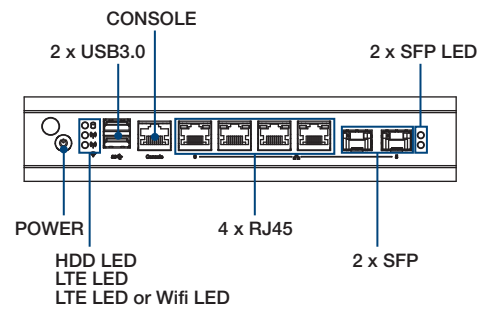 CONSOLE
2 x USB3.0
2 x SFP LED
Console
POWER
4 x RJ45
2 x SFP
HDD LED
LTE LED
LTE LED or Wifi LED